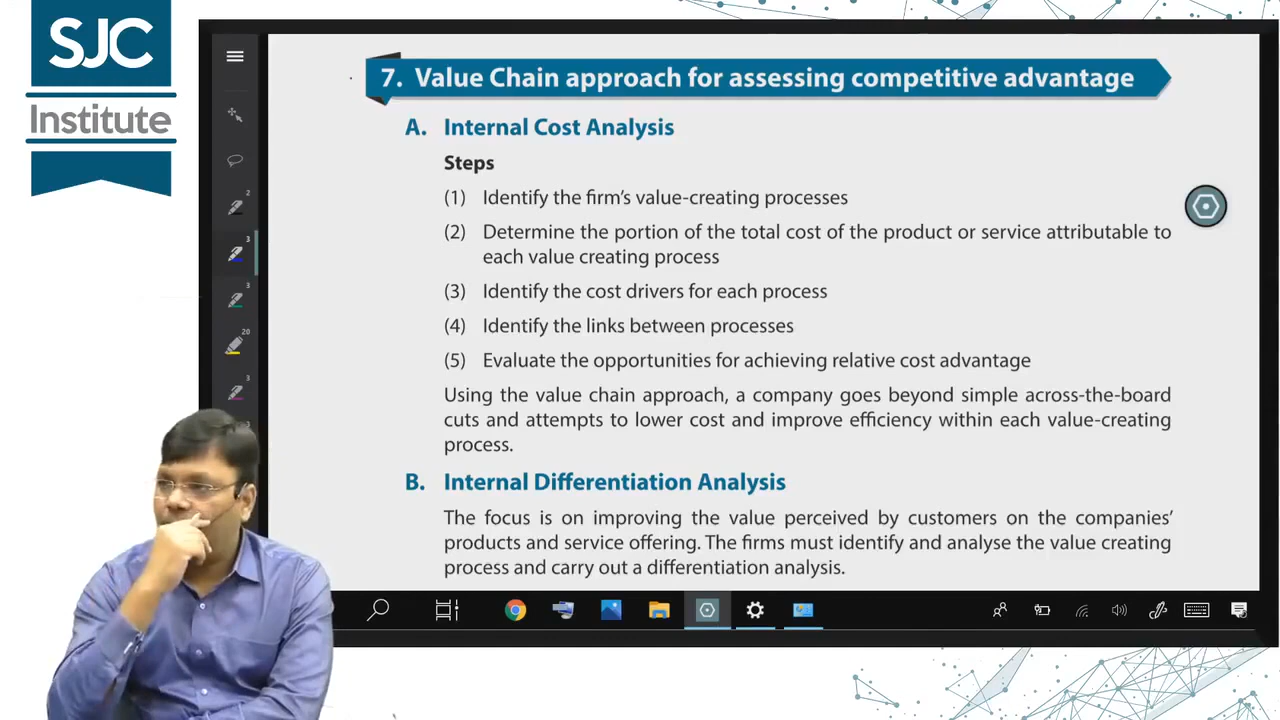 SJC
Institute
7. Value Chain approach for assessing competitive advantage
A. Internal Cost Analysis
Steps
(1) Identify the firm's value-creating processes
(2) Determine the portion of the total cost of the product or service attributable to
each value creating process
(3) Identify the cost drivers for each process
(4) Identify the links between processes
(5) Evaluate the opportunities for achieving relative cost advantage
Using the value chain approach, a company goes beyond simple across-the-board
cuts and attempts to lower cost and improve efficiency within each value-creating
process.
B. Internal Differentiation Analysis
The focus is on improving the value perceived by customers on the companies'
products and service offering. The firms must identify and analyse the value creating
process and carry out a differentiation analysis.
2
3
3
20
3